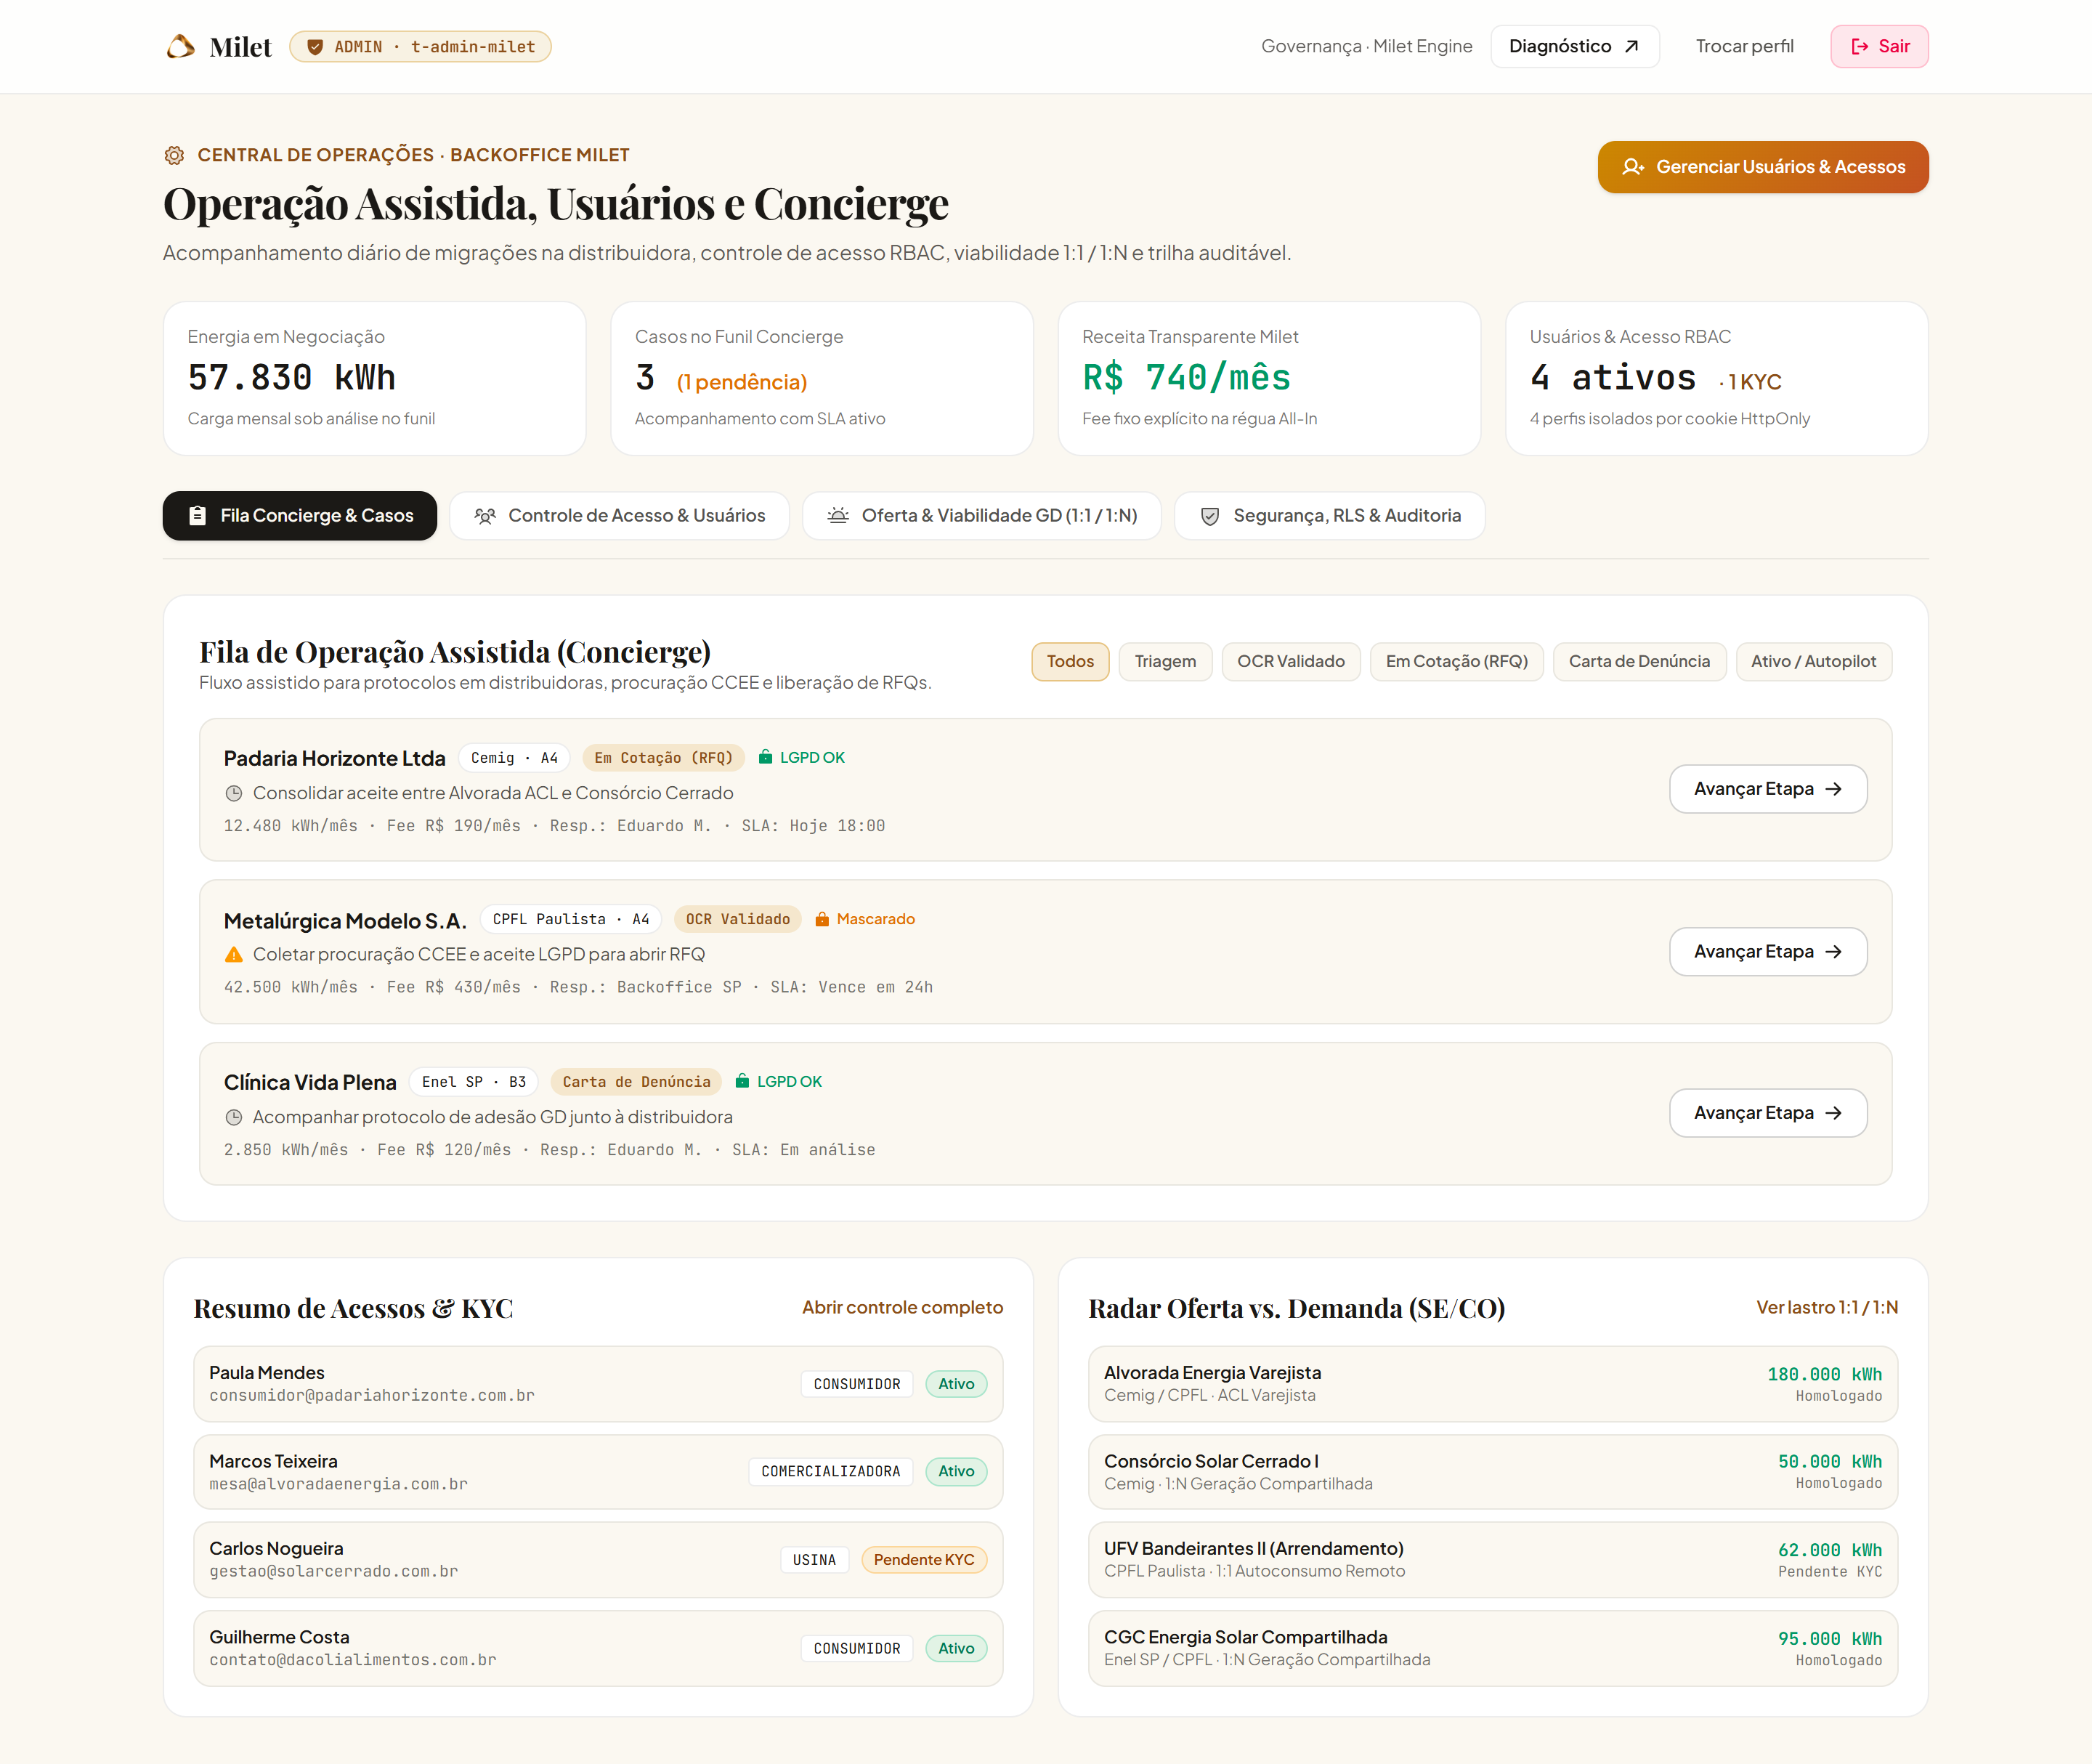 Milet
ADMIN · t-admin-milet
Governança · Milet Engine
Diagnóstico
Trocar perfil
Sair
CENTRAL DE OPERAÇÕES · BACKOFFICE MILET
Gerenciar Usuários & Acessos
Operação Assistida, Usuários e Concierge
Acompanhamento diário de migrações na distribuidora, controle de acesso RBAC, viabilidade 1:1 / 1:N e trilha auditável.
Energia em Negociação
57.830 kWh
Carga mensal sob análise no funil
Casos no Funil Concierge
3 (1 pendência)
Acompanhamento com SLA ativo
Receita Transparente Milet
R$ 740/mês
Fee fixo explícito na régua All-In
Usuários & Acesso RBAC
4 ativos · 1 KYC
4 perfis isolados por cookie HttpOnly
Fila Concierge & Casos
Controle de Acesso & Usuários
Oferta & Viabilidade GD (1:1 / 1:N)
Segurança, RLS & Auditoria
Fila de Operação Assistida (Concierge)
Fluxo assistido para protocolos em distribuidoras, procuração CCEE e liberação de RFQs.
Todos
Triagem
OCR Validado
Em Cotação (RFQ)
Carta de Denúncia
Ativo / Autopilot
Padaria Horizonte Ltda Cemig · A4 Em Cotação (RFQ) LGPD OK
Consolidar aceite entre Alvorada ACL e Consórcio Cerrado
12.480 kWh/mês · Fee R$ 190/mês · Resp.: Eduardo M. · SLA: Hoje 18:00
Avançar Etapa
Metalúrgica Modelo S.A. CPFL Paulista · A4 OCR Validado Mascarado
Coletar procuração CCEE e aceite LGPD para abrir RFQ
42.500 kWh/mês · Fee R$ 430/mês · Resp.: Backoffice SP · SLA: Vence em 24h
Avançar Etapa
Clínica Vida Plena Enel SP · B3 Carta de Denúncia LGPD OK
Acompanhar protocolo de adesão GD junto à distribuidora
2.850 kWh/mês · Fee R$ 120/mês · Resp.: Eduardo M. · SLA: Em análise
Avançar Etapa
Resumo de Acessos & KYC
Abrir controle completo
Paula Mendes
consumidor@padariahorizonte.com.br
CONSUMIDOR Ativo
Marcos Teixeira
mesa@alvoradaenergia.com.br
COMERCIALIZADORA Ativo
Carlos Nogueira
gestao@solarcerrado.com.br
USINA Pendente KYC
Guilherme Costa
contato@dacolialimentos.com.br
CONSUMIDOR Ativo
Radar Oferta vs. Demanda (SE/CO)
Ver lastro 1:1 / 1:N
Alvorada Energia Varejista
Cemig / CPFL · ACL Varejista
180.000 kWh
Homologado
Consórcio Solar Cerrado I
Cemig · 1:N Geração Compartilhada
50.000 kWh
Homologado
UFV Bandeirantes II (Arrendamento)
CPFL Paulista · 1:1 Autoconsumo Remoto
62.000 kWh
Pendente KYC
CGC Energia Solar Compartilhada
Enel SP / CPFL · 1:N Geração Compartilhada
95.000 kWh
Homologado